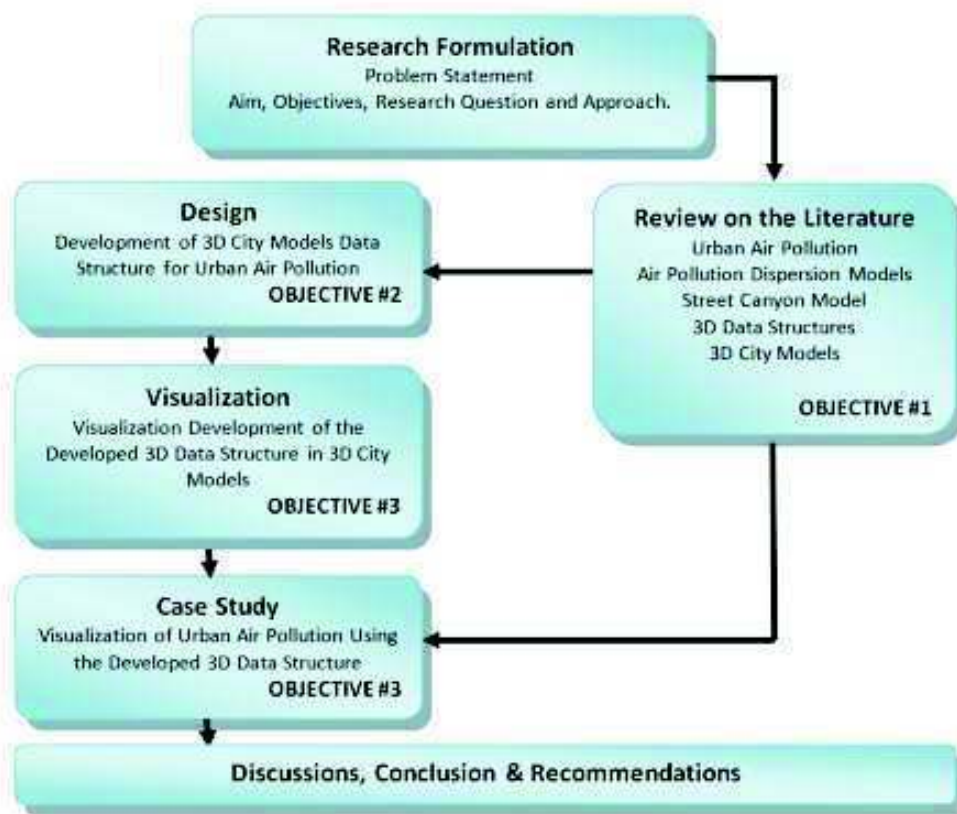 Research Formulation
Problem Statement
Aim, Objectives, Research Question and Approach.
Review on the Literature
Urban Air Pollution
Air Pollution Dispersion Models
Street Canyon Model
3D Data Structures
3D City Models
OBJECTIVE #1
Design
Development of 3D City Models Data
Structure for Urban Air Pollution
OBJECTIVE #2
Visualization
Visualization Development of the
Developed 3D Data Structure in 3D City
Models
OBJECTIVE #3
Case Study
Visualization of Urban Air Pollution Using
the Developed 3D Data Structure
OBJECTIVE #3
Discussions, Conclusion & Recommendations